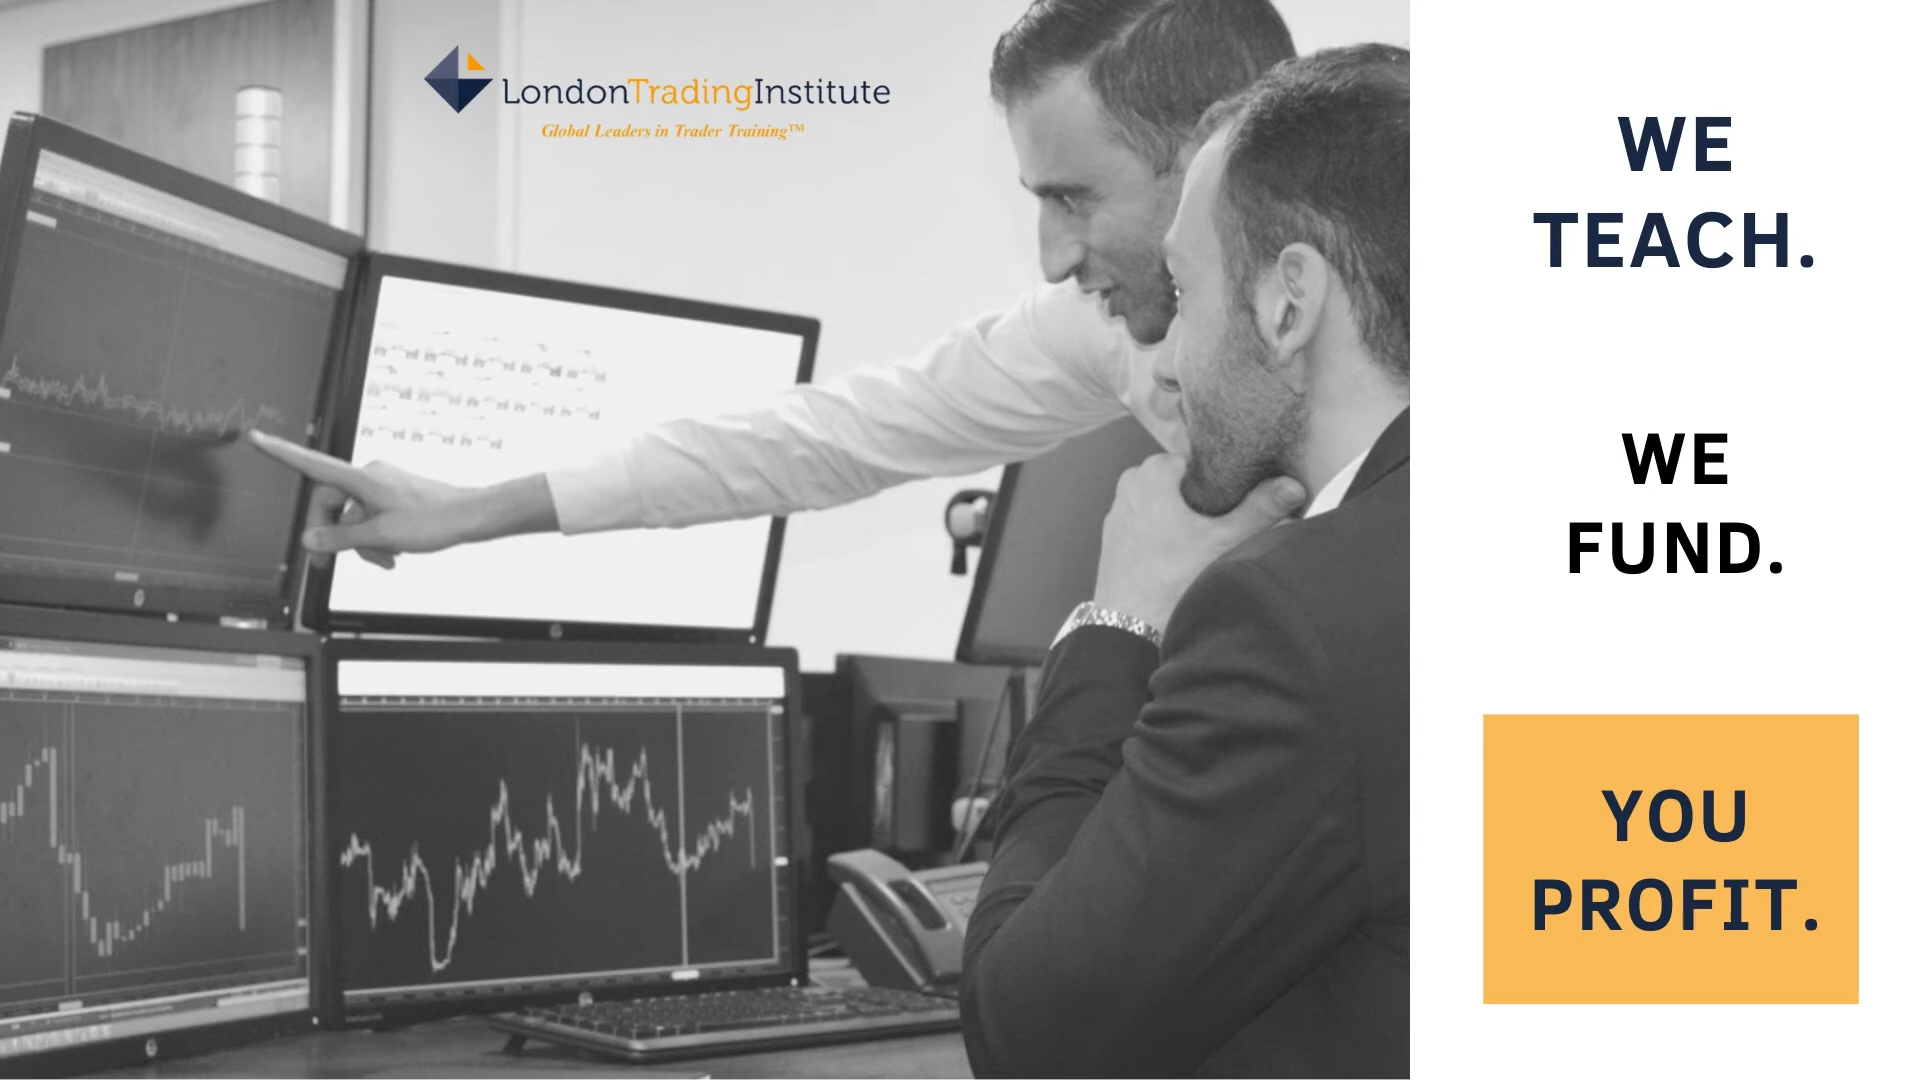 LondonTradingInstitute
Global Leaders in Trader Training™
WE
TEACH.
WE
FUND.
YOU
PROFIT.